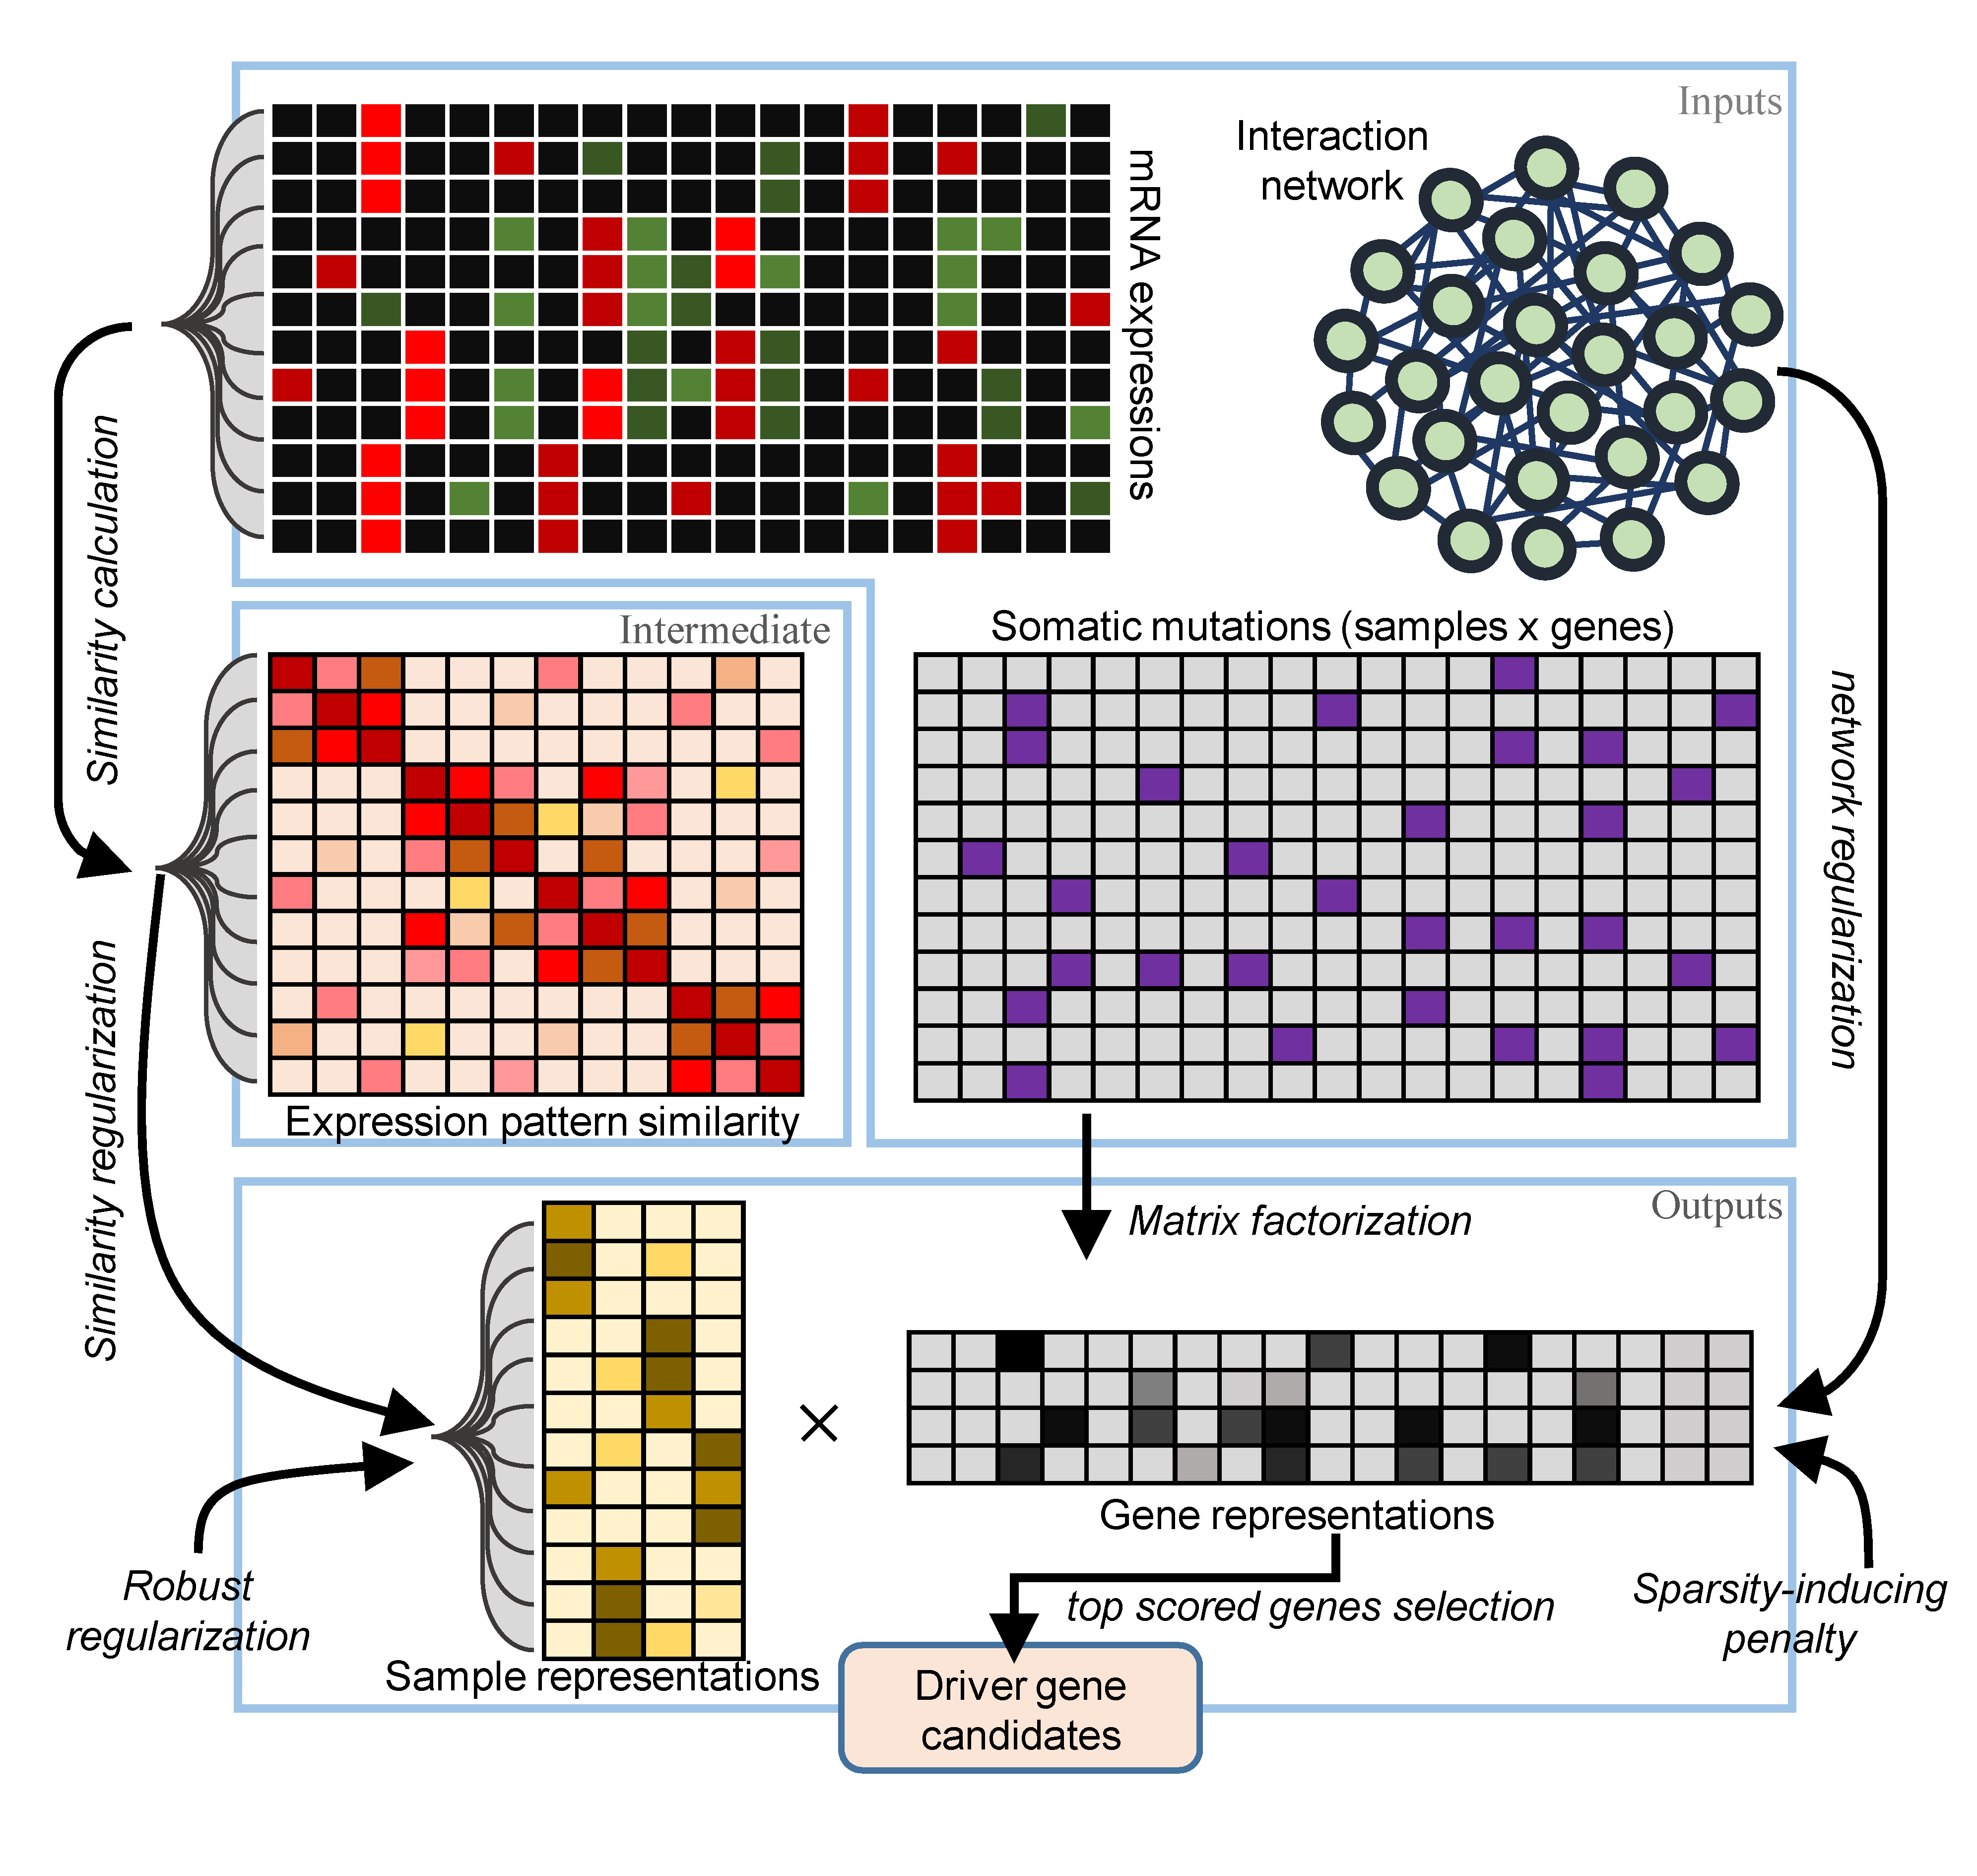 Inputs
Interaction
network
mRNA expressions
Similarity calculation
Intermediate
Somatic mutations (samples x genes)
network regularization
Expression pattern similarity
Similarity regularization
Outputs
Matrix factorization
×
Gene representations
Robust
regularization
top scored genes selection
Sparsity-inducing
penalty
Sample representations
Driver gene
candidates